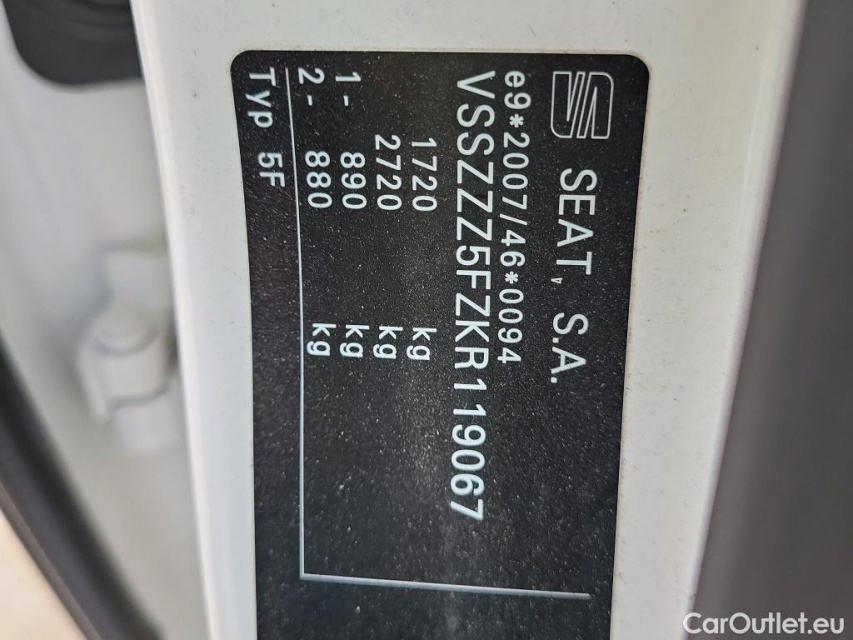 SEAT, S.A.
e9*2007/46*0094
VSSZZZ5FZKR119067
1720 kg
2720 kg
1- 890 kg
2- 880 kg
Typ 5F
CarOutlet.eu